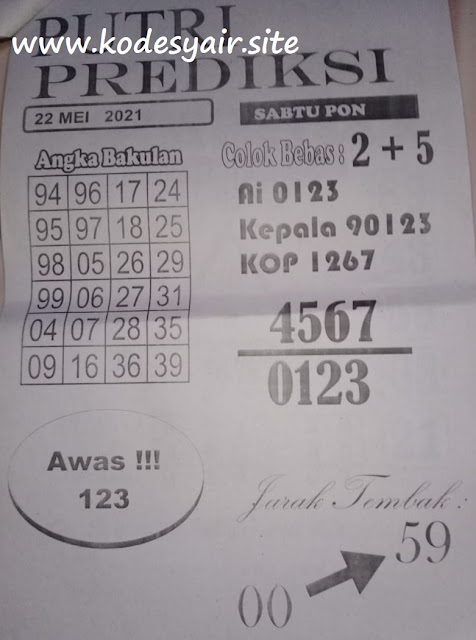 PUTRI
www.kodesyair.site
PREDIKSI
22 MEI 2021
SABTU PON
Angka Bakulan
94 96 17 24
95 97 18 25
98 05 26 29
99 06 27 31
04 07 28 35
09 16 36 39
Colok Bebas : 2 + 5
Ai 0123
Kepala 90123
KOP 1267
4567
0123
Awas !!!
123
Jarak Tembak :
59
00